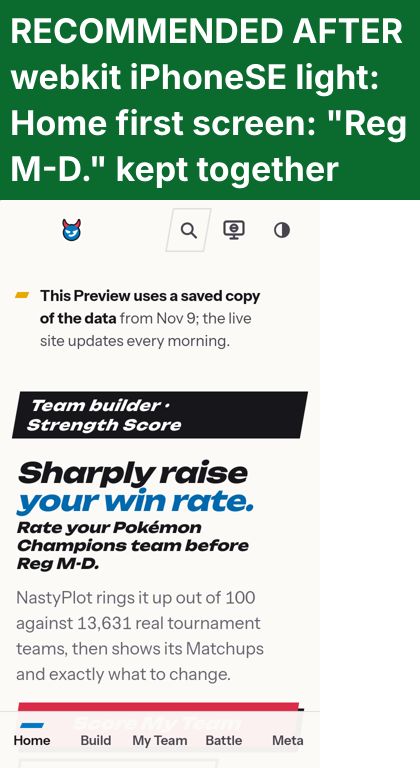 RECOMMENDED AFTER
webkit iPhoneSE light:
Home first screen: "Reg
M-D." kept together
This Preview uses a saved copy
of the data from Nov 9; the live
site updates every morning.
Team builder •
Strength Score
Sharply raise
your win rate.
Rate your Pokémon
Champions team before
Reg M-D.
NastyPlot rings it up out of 100
against 13,631 real tournament
teams, then shows its Matchups
and exactly what to change.
Score My Team
Home Build My Team Battle Meta